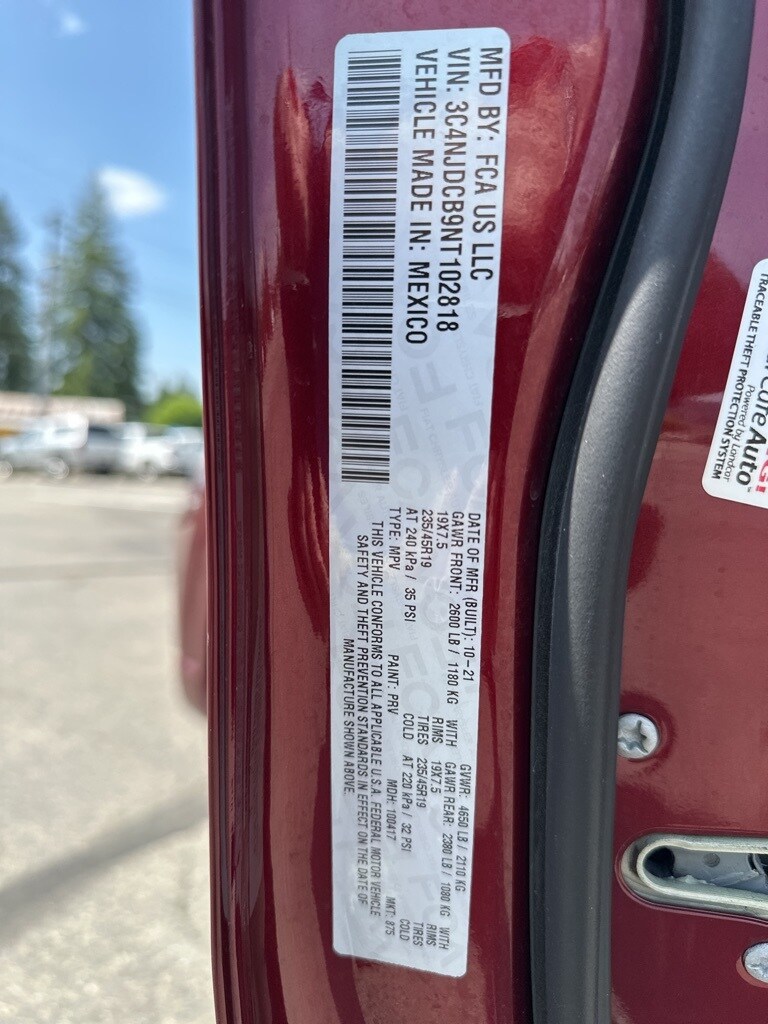 MFD BY: FCA US LLC
VIN: 3C4NJDCB9NT102818
VEHICLE MADE IN: MEXICO
DATE OF MFR (BUILT): 10-21 GVWR: 4650 LB / 2110 KG
GAWR FRONT: 2600 LB / 1180 KG WITH GAWR REAR: 2380 LB / 1080 KG WITH
19X7.5 RIMS 19X7.5 RIMS
235/45R19 TIRES 235/45R19 TIRES
AT 240 kPa / 35 PSI COLD AT 220 kPa / 32 PSI COLD
TYPE: MPV PAINT: PRV MDH: 100417 MKT: 875
THIS VEHICLE CONFORMS TO ALL APPLICABLE U.S.A. FEDERAL MOTOR VEHICLE
SAFETY AND THEFT PREVENTION STANDARDS IN EFFECT ON THE DATE OF
MANUFACTURE SHOWN ABOVE.
CareAuto
Powered by Landcar
TRACEABLE THEFT
PROTECTION SYSTEM